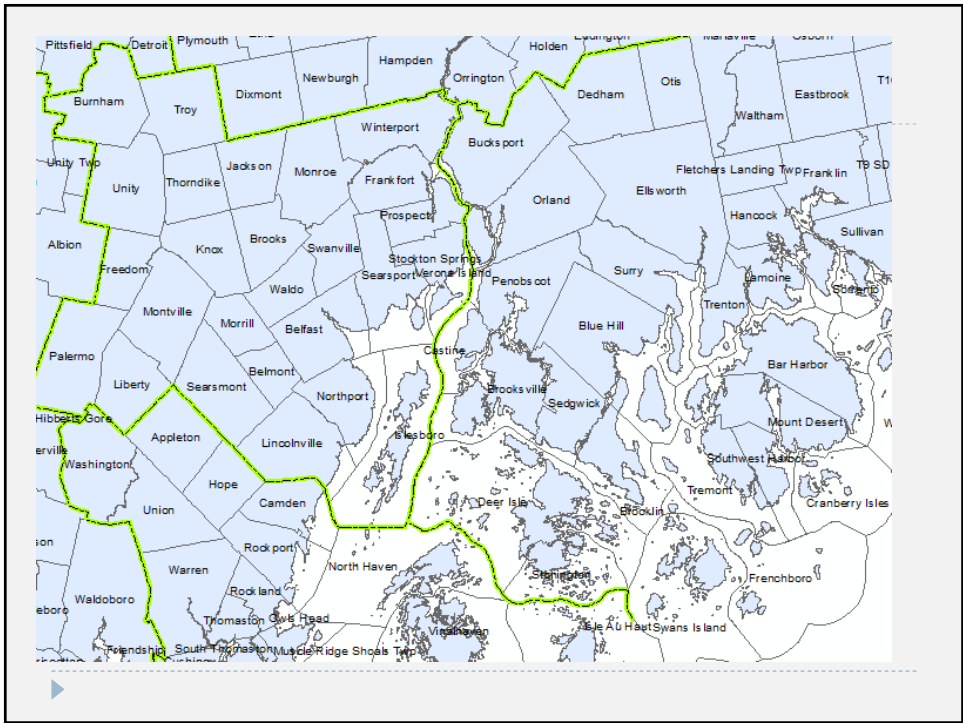 Pittsfield
Detroit
Plymouth
Holden
Hampden
Orrington
Newburgh
Dixmont
Burnham
Troy
Dedham
Otis
Eastbrook
Waltham
Winterport
Bucksport
Unity Twp
Unity
Thorndike
Jackson
Monroe
Frankfort
Orland
Ellsworth
Fletchers Landing Twp
Franklin
T9 SD
Prospect
Hancock
Sullivan
Albion
Knox
Brooks
Swanville
Stockton Springs
Freedom
Searsport
Verona Island
Penobscot
Surry
Lamoine
Sorrento
Waldo
Montville
Morrill
Belfast
Trenton
Blue Hill
Castine
Palermo
Liberty
Searsmont
Belmont
Bar Harbor
Northport
Brooksville
Sedgwick
Hibberts Gore
Appleton
Lincolnville
Islesboro
Mount Desert
Washington
Southwest Harbor
Hope
Camden
Union
Deer Isle
Brooklin
Tremont
Cranberry Isles
Rockport
North Haven
Warren
Stonington
Frenchboro
Rockland
Waldoboro
Thomaston
Owls Head
Vinalhaven
Isle Au Haut
Swans Island
Friendship
South Thomaston
Muscle Ridge Shoals Twp